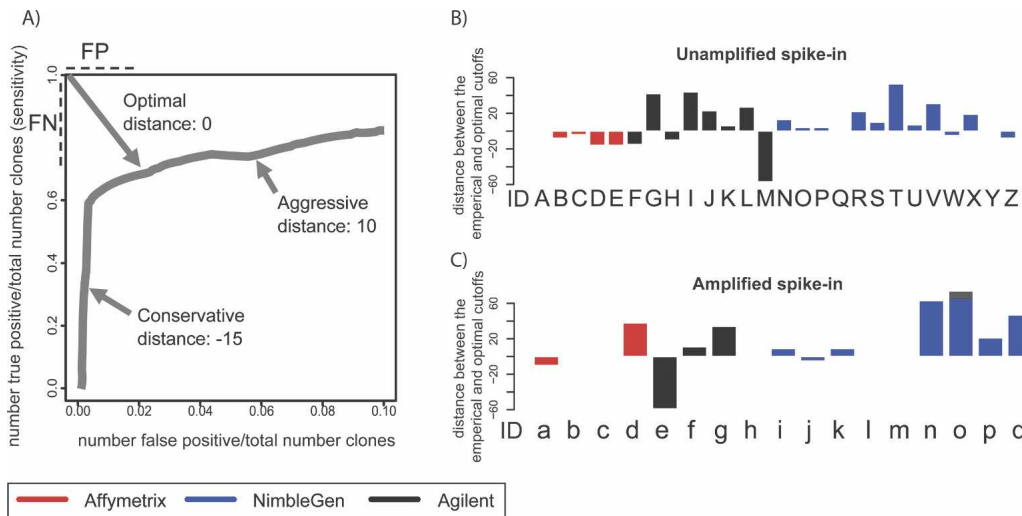 A)
FP
FN
number true positive/total number clones (sensitivity)
1.0
0.8
0.6
0.4
0.2
0.0
Optimal
distance: 0
Aggressive
distance: 10
Conservative
distance: -15
0.00 0.02 0.04 0.06 0.08 0.10
number false positive/total number clones
B)
Unamplified spike-in
distance between the
emperical and optimal cutoffs
60
20
-20
-60
ID A B C D E F G H I J K L M N O P Q R S T U V W X Y Z
C)
Amplified spike-in
distance between the
emperical and optimal cutoffs
60
20
-20
-60
ID a b c d e f g h i j k l m n o p q
Affymetrix NimbleGen Agilent